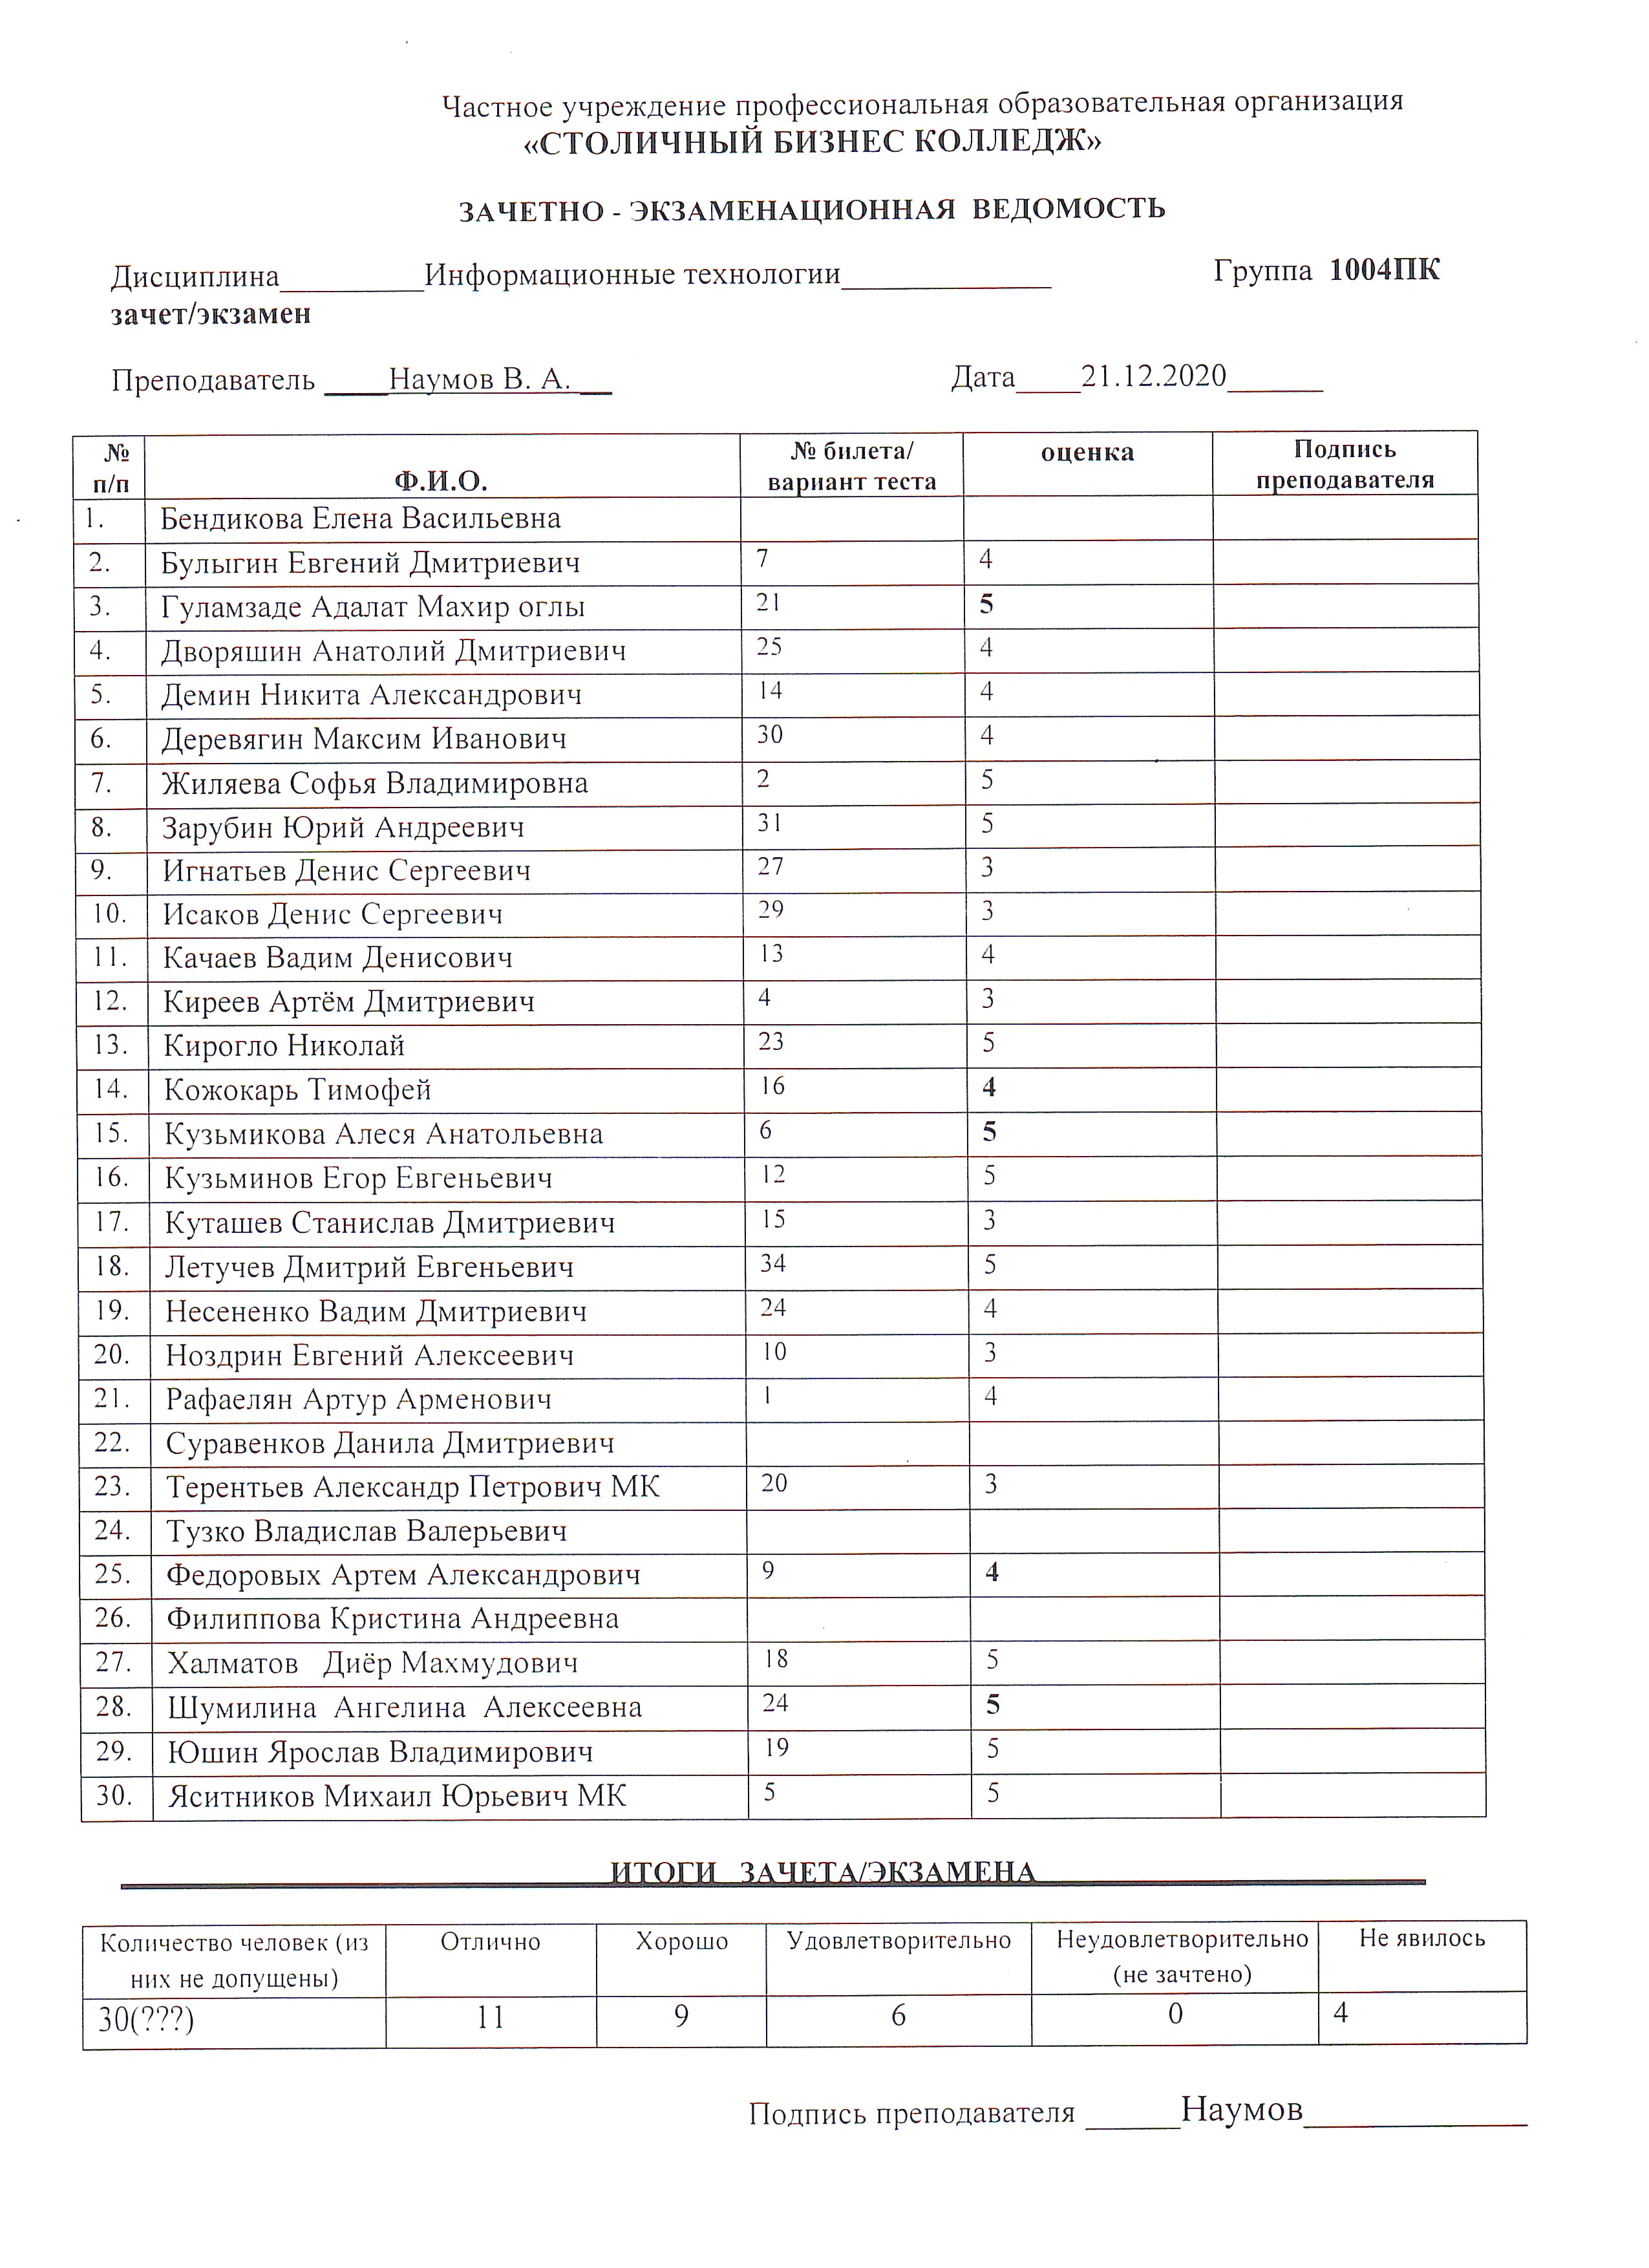 Частное учреждение профессиональная образовательная организация
«СТОЛИЧНЫЙ БИЗНЕС КОЛЛЕДЖ»
ЗАЧЕТНО - ЭКЗАМЕНАЦИОННАЯ ВЕДОМОСТЬ
Дисциплина_________Информационные технологии_____________ Группа 1004ПК
зачет/экзамен
Преподаватель ____Наумов В. А.__ Дата____21.12.2020______
№ п/п Ф.И.О. № билета/ вариант теста оценка Подпись преподавателя
1. Бендикова Елена Васильевна
2. Булыгин Евгений Дмитриевич 7 4
3. Гуламзаде Адалат Махир оглы 21 5
4. Дворяшин Анатолий Дмитриевич 25 4
5. Демин Никита Александрович 14 4
6. Деревягин Максим Иванович 30 4
7. Жиляева Софья Владимировна 2 5
8. Зарубин Юрий Андреевич 31 5
9. Игнатьев Денис Сергеевич 27 3
10. Исаков Денис Сергеевич 29 3
11. Качаев Вадим Денисович 13 4
12. Киреев Артём Дмитриевич 4 3
13. Кирогло Николай 23 5
14. Кожокарь Тимофей 16 4
15. Кузьмикова Алеся Анатольевна 6 5
16. Кузьминов Егор Евгеньевич 12 5
17. Куташев Станислав Дмитриевич 15 3
18. Летучев Дмитрий Евгеньевич 34 5
19. Несененко Вадим Дмитриевич 24 4
20. Ноздрин Евгений Алексеевич 10 3
21. Рафаелян Артур Арменович 1 4
22. Суравенков Данила Дмитриевич
23. Терентьев Александр Петрович МК 20 3
24. Тузко Владислав Валерьевич
25. Федоровых Артем Александрович 9 4
26. Филиппова Кристина Андреевна
27. Халматов Диёр Махмудович 18 5
28. Шумилина Ангелина Алексеевна 24 5
29. Юшин Ярослав Владимирович 19 5
30. Яситников Михаил Юрьевич МК 5 5
ИТОГИ ЗАЧЕТА/ЭКЗАМЕНА
Количество человек (из них не допущены) Отлично Хорошо Удовлетворительно Неудовлетворительно (не зачтено) Не явилось
30(???) 11 9 6 0 4
Подпись преподавателя ______Наумов______________